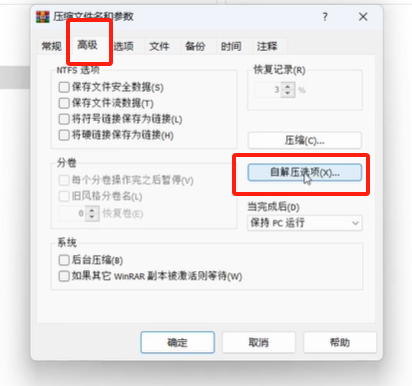 压缩文件名和参数
? ×
常规 高级 选项 文件 备份 时间 注释
NTFS 选项
保存文件安全数据(S)
保存文件流数据(T)
将符号链接保存为链接(L)
将硬链接保存为链接(H)
恢复记录(R)
3 %
压缩(C)...
分卷
每个分卷操作完之后暂停(V)
旧风格分卷名(L)
0 恢复卷(E)
自解压选项(X)...
当完成后(D)
保持 PC 运行
系统
后台压缩(B)
如果其它 WinRAR 副本被激活则等待(W)
确定 取消 帮助